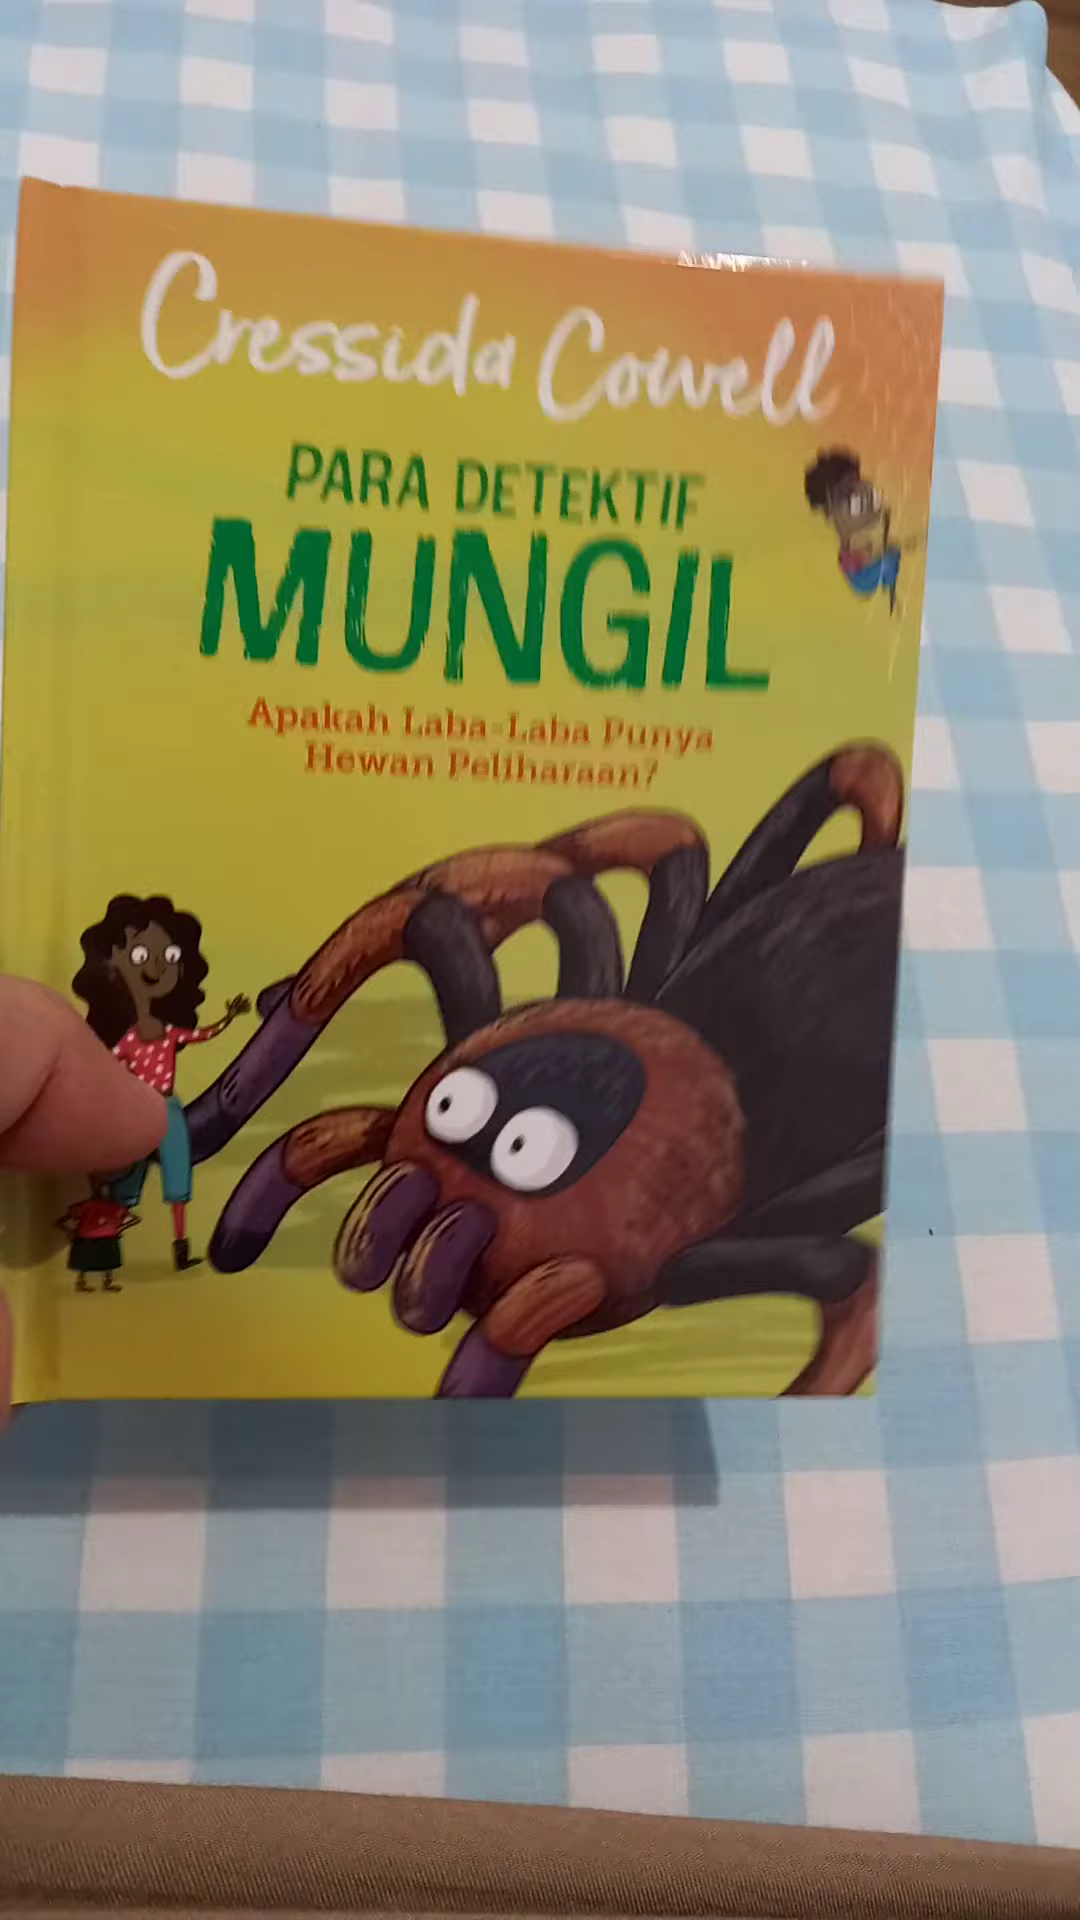 Cressida Cowell
PARA DETEKTIF
MUNGIL
Apakah Laba-Laba Punya
Hewan Peliharaan?